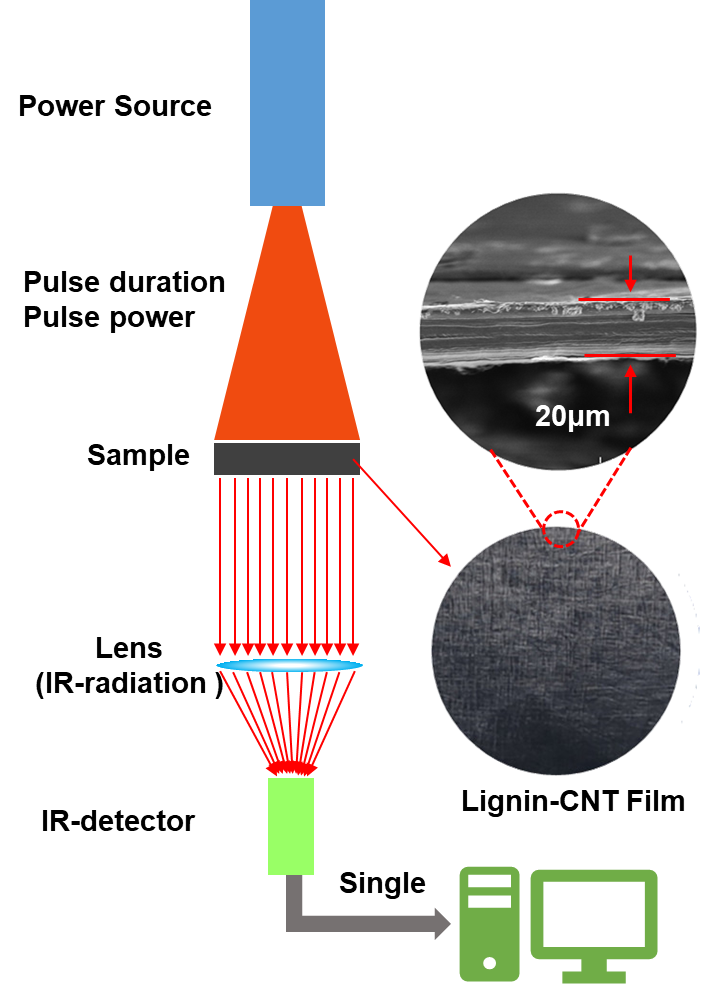 Power Source
Pulse duration
Pulse power
20μm
Sample
Lens
(IR-radiation )
Lignin-CNT Film
IR-detector
Single